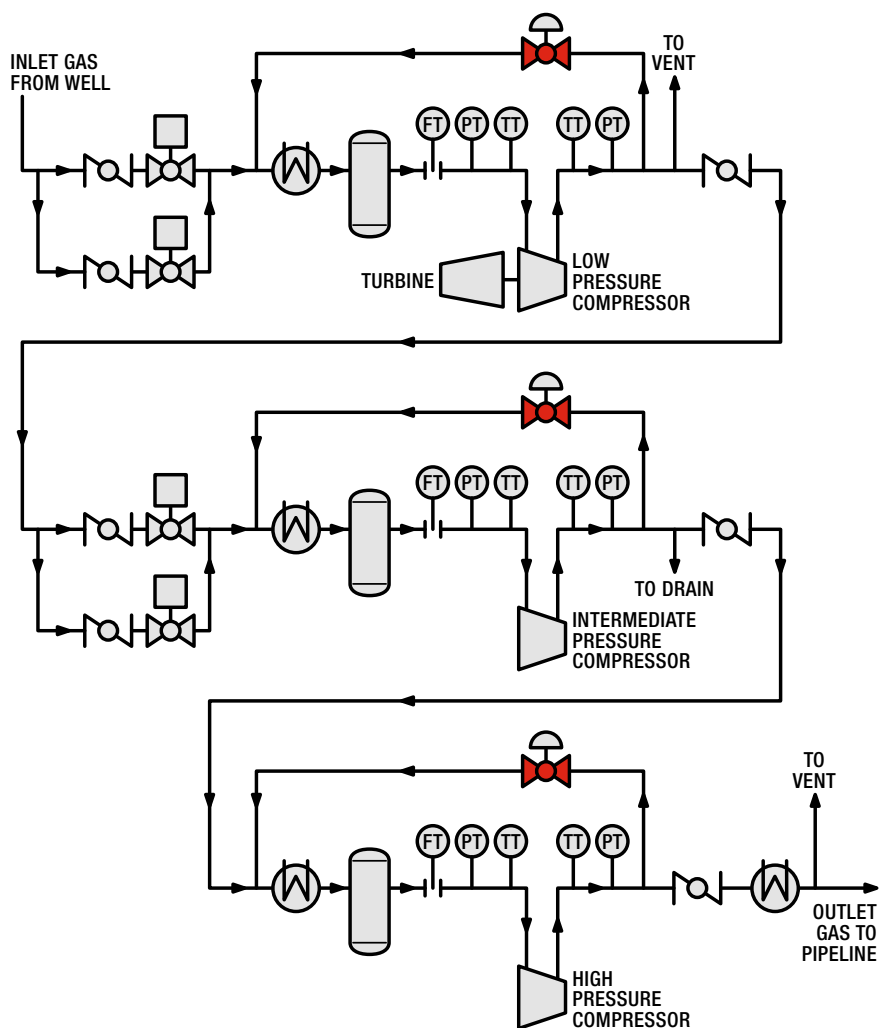 INLET GAS
FROM WELL
TO
VENT
FT
PT
TT
TT
PT
TURBINE
LOW
PRESSURE
COMPRESSOR
FT
PT
TT
TT
PT
TO DRAIN
INTERMEDIATE
PRESSURE
COMPRESSOR
TO
VENT
FT
PT
TT
TT
PT
OUTLET
GAS TO
PIPELINE
HIGH
PRESSURE
COMPRESSOR